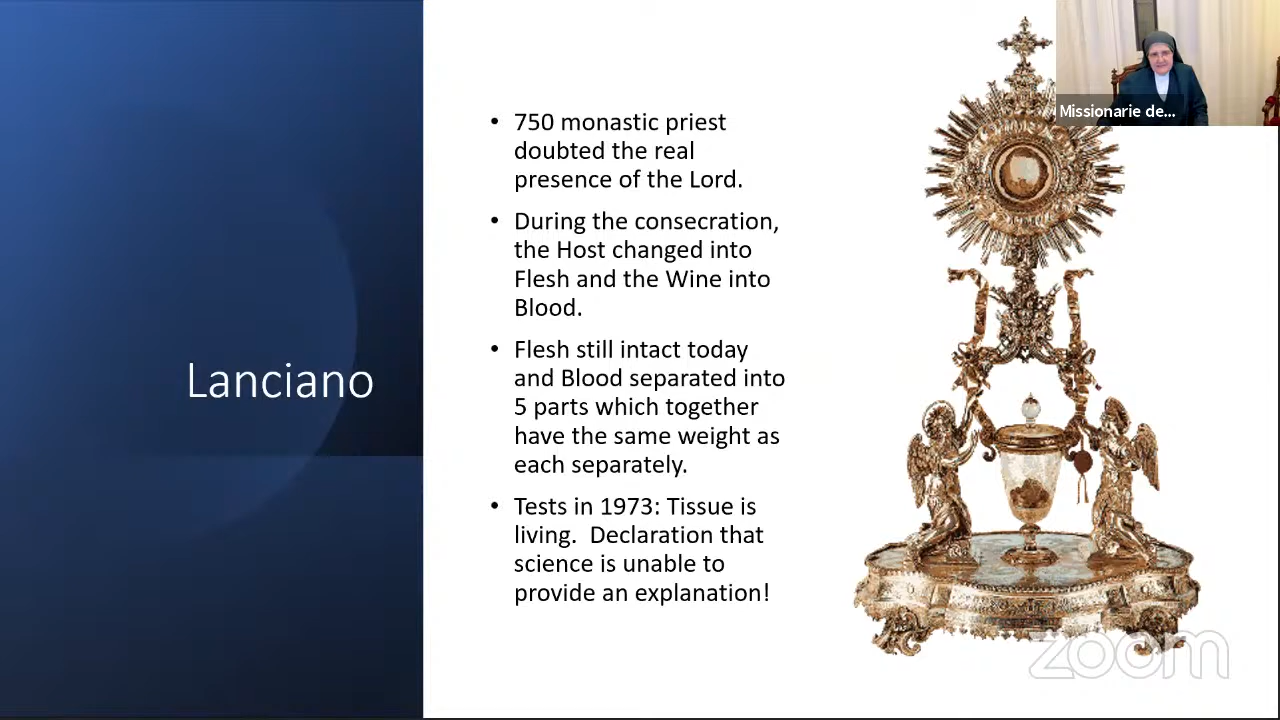 Lanciano
• 750 monastic priest
doubted the real
presence of the Lord.
• During the consecration,
the Host changed into
Flesh and the Wine into
Blood.
• Flesh still intact today
and Blood separated into
5 parts which together
have the same weight as
each separately.
• Tests in 1973: Tissue is
living.  Declaration that
science is unable to
provide an explanation!
Missionarie de...
zoom